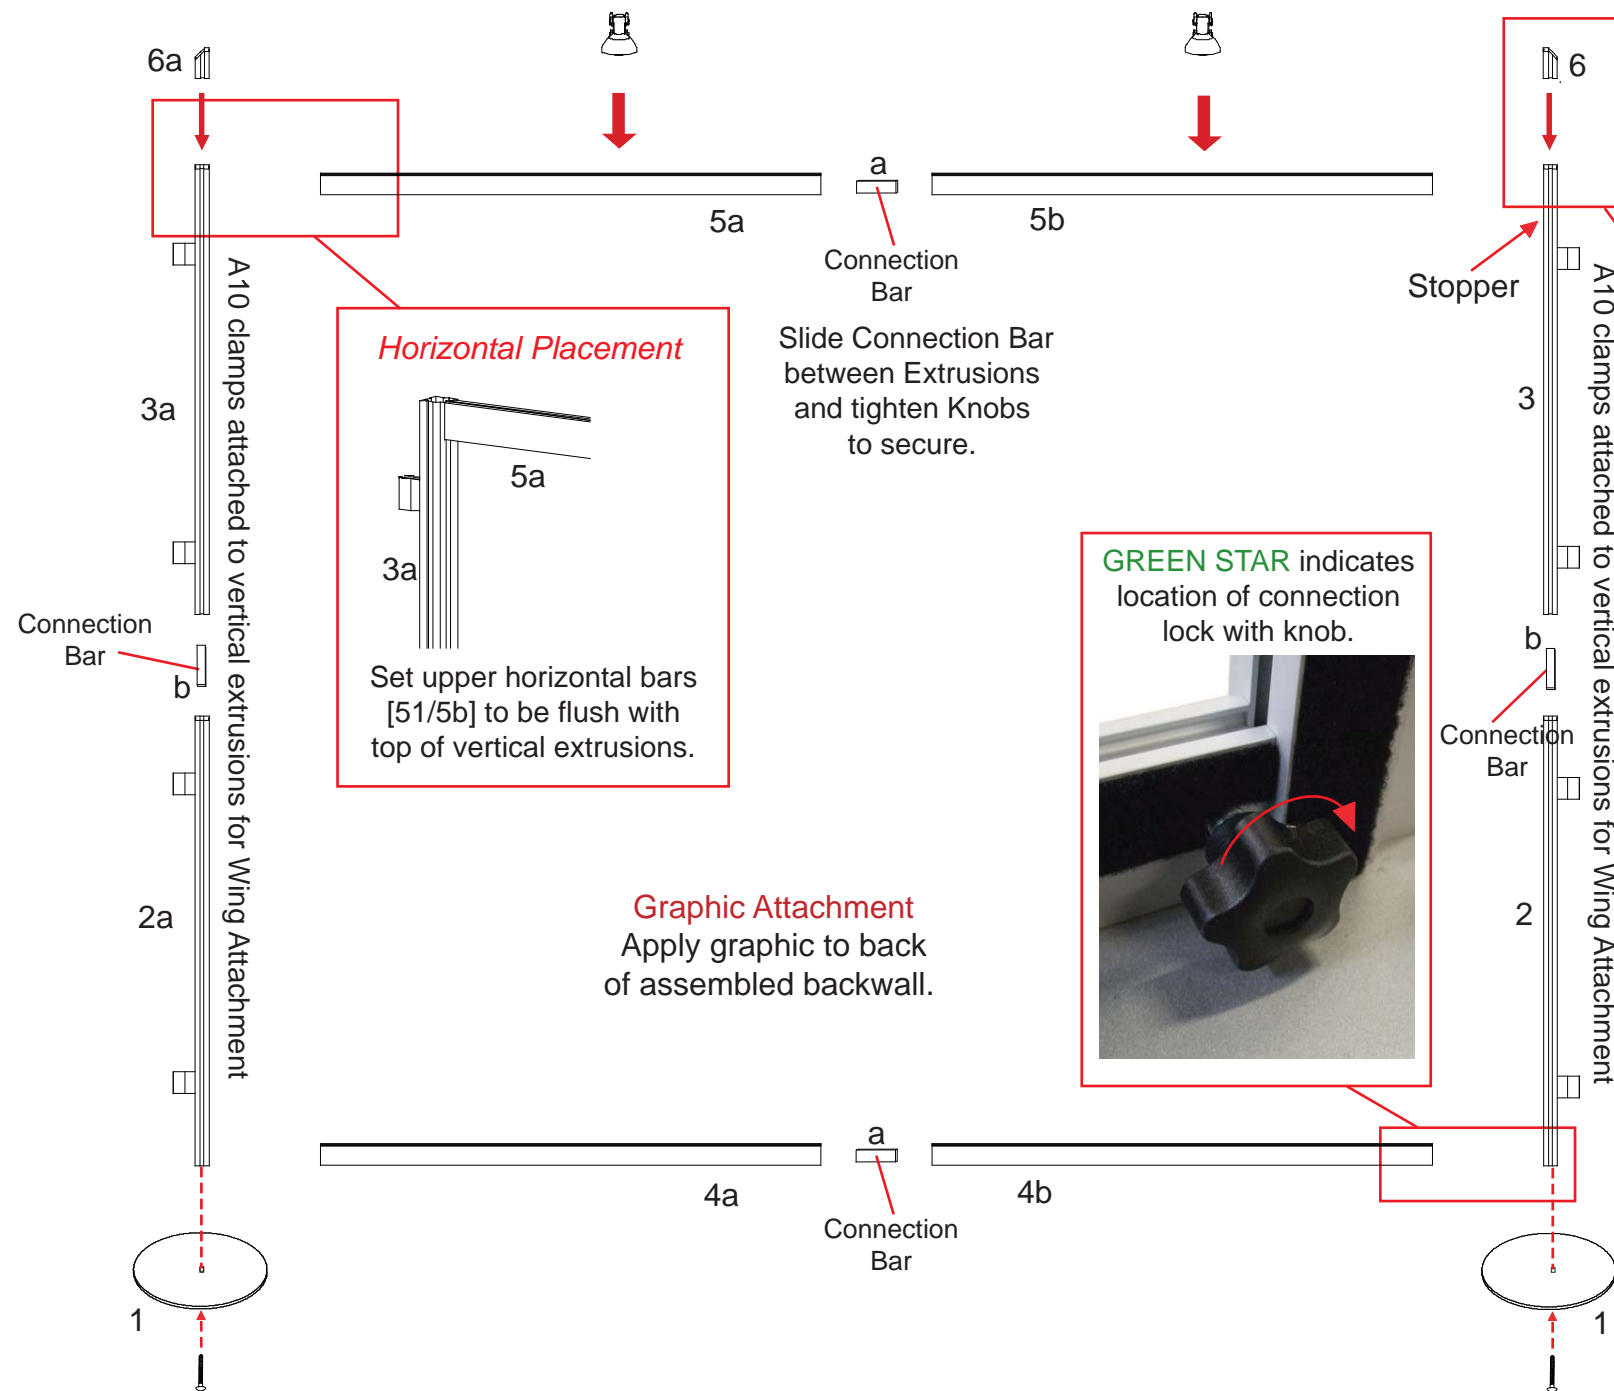 6a
6
a
5a
5b
Connection
Bar
Stopper
A10 clamps attached to vertical extrusions for Wing Attachment
A10 clamps attached to vertical extrusions for Wing Attachment
Slide Connection Bar
between Extrusions
and tighten Knobs
to secure.
Horizontal Placement
5a
3a
Set upper horizontal bars
[51/5b] to be flush with
top of vertical extrusions.
3a
3
GREEN STAR indicates
location of connection
lock with knob.
Connection
Bar
b
b
Connection
Bar
2a
2
Graphic Attachment
Apply graphic to back
of assembled backwall.
a
4a
4b
Connection
Bar
1
1